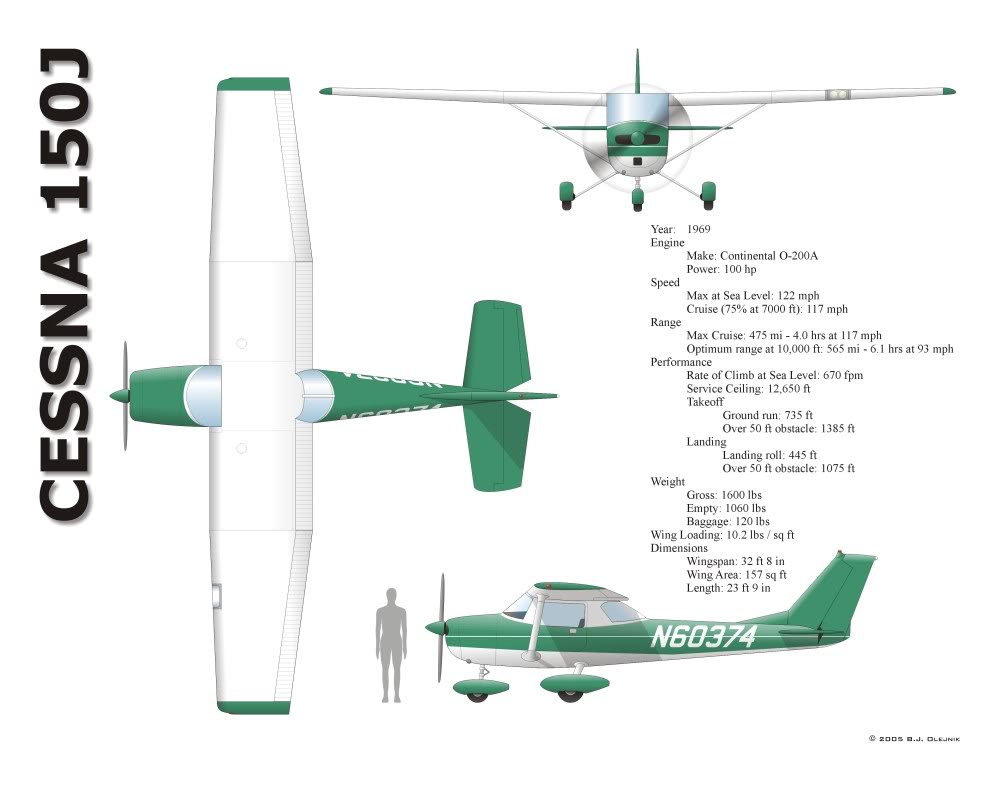 CESSNA 150J
Year: 1969
Engine
Make: Continental O-200A
Power: 100 hp
Speed
Max at Sea Level: 122 mph
Cruise (75% at 7000 ft): 117 mph
Range
Max Cruise: 475 mi - 4.0 hrs at 117 mph
Optimum range at 10,000 ft: 565 mi - 6.1 hrs at 93 mph
Performance
Rate of Climb at Sea Level: 670 fpm
Service Ceiling: 12,650 ft
Takeoff
Ground run: 735 ft
Over 50 ft obstacle: 1385 ft
Landing
Landing roll: 445 ft
Over 50 ft obstacle: 1075 ft
Weight
Gross: 1600 lbs
Empty: 1060 lbs
Baggage: 120 lbs
Wing Loading: 10.2 lbs / sq ft
Dimensions
Wingspan: 32 ft 8 in
Wing Area: 157 sq ft
Length: 23 ft 9 in
N60374
© 2005 B.J. Olejnik